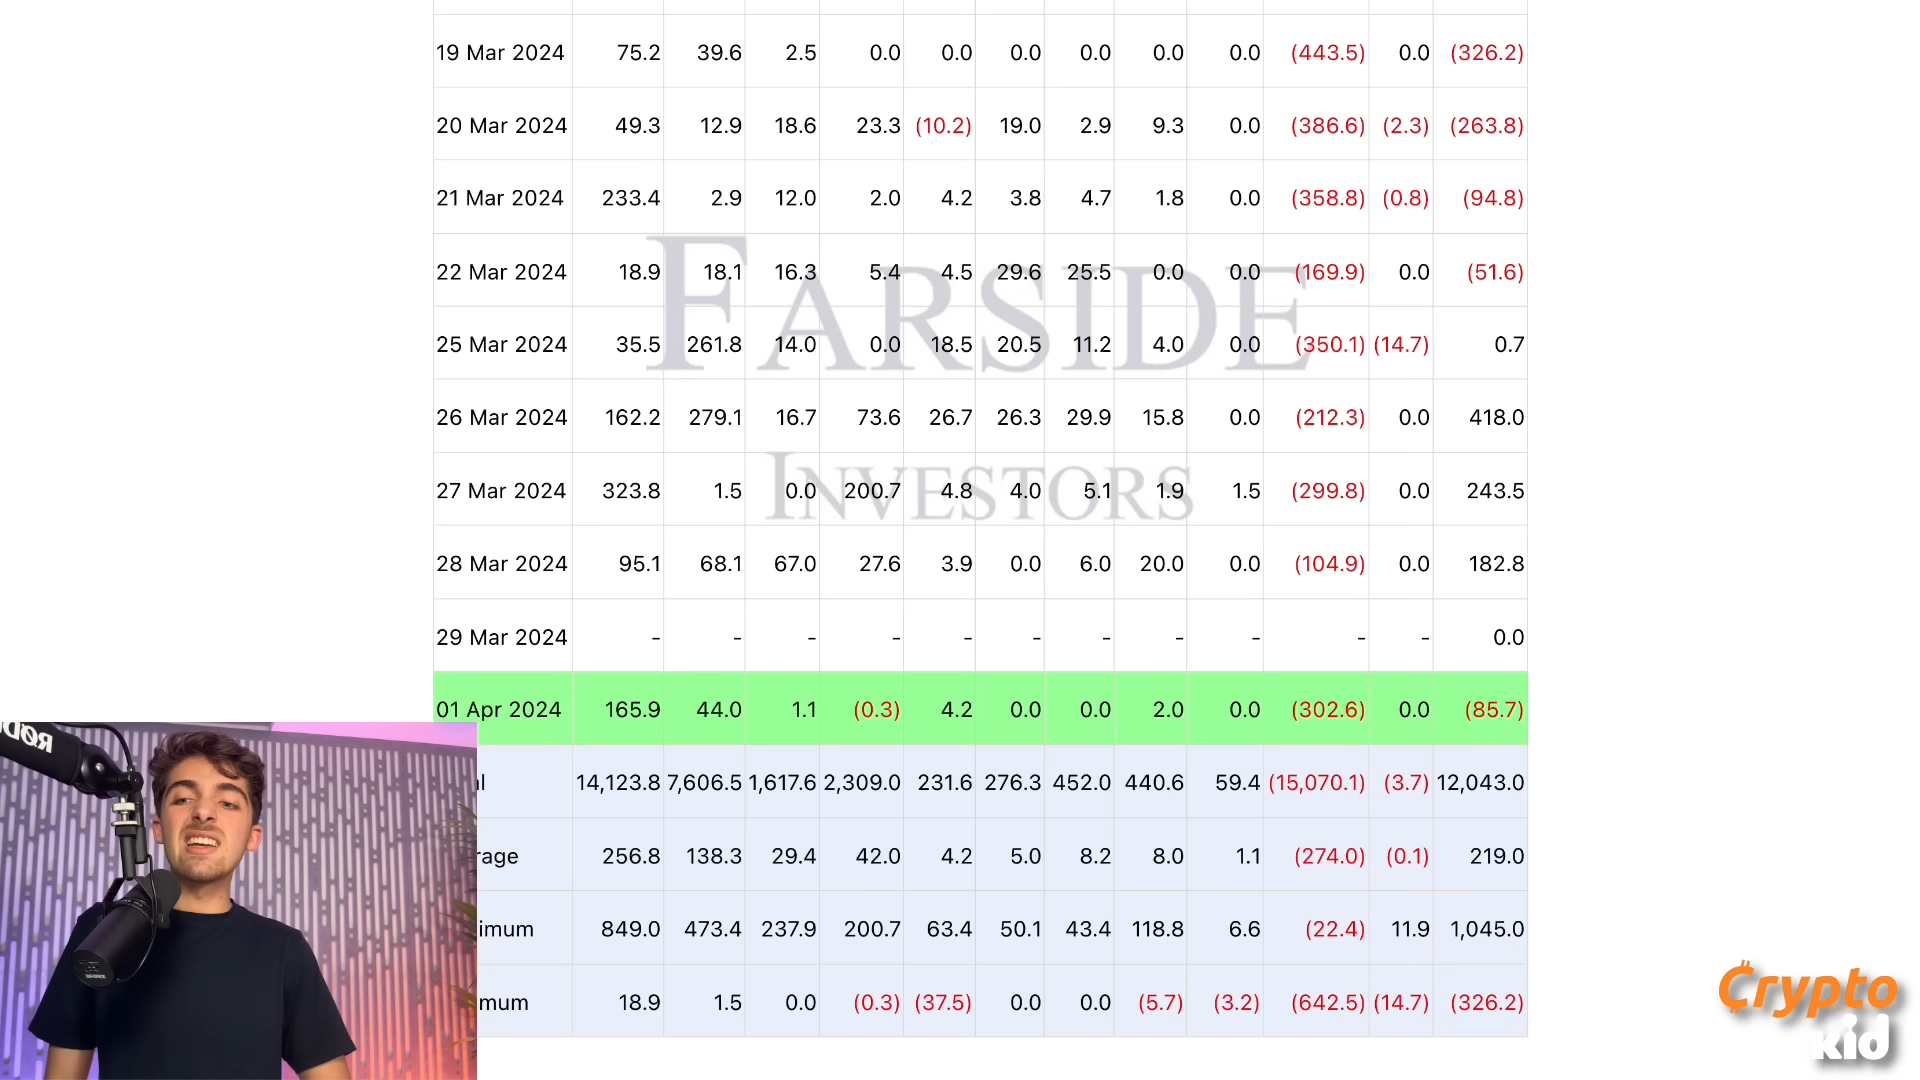 19 Mar 2024 75.2 39.6 2.5 0.0 0.0 0.0 0.0 0.0 0.0 (443.5) 0.0 (326.2)
20 Mar 2024 49.3 12.9 18.6 23.3 (10.2) 19.0 2.9 9.3 0.0 (386.6) (2.3) (263.8)
21 Mar 2024 233.4 2.9 12.0 2.0 4.2 3.8 4.7 1.8 0.0 (358.8) (0.8) (94.8)
22 Mar 2024 18.9 18.1 16.3 5.4 4.5 29.6 25.5 0.0 0.0 (169.9) 0.0 (51.6)
FARSIDE
25 Mar 2024 35.5 261.8 14.0 0.0 18.5 20.5 11.2 4.0 0.0 (350.1) (14.7) 0.7
26 Mar 2024 162.2 279.1 16.7 73.6 26.7 26.3 29.9 15.8 0.0 (212.3) 0.0 418.0
INVESTORS
27 Mar 2024 323.8 1.5 0.0 200.7 4.8 4.0 5.1 1.9 1.5 (299.8) 0.0 243.5
28 Mar 2024 95.1 68.1 67.0 27.6 3.9 0.0 6.0 20.0 0.0 (104.9) 0.0 182.8
29 Mar 2024 - - - - - - - - - - - 0.0
01 Apr 2024 165.9 44.0 1.1 (0.3) 4.2 0.0 0.0 2.0 0.0 (302.6) 0.0 (85.7)
l 14,123.8 7,606.5 1,617.6 2,309.0 231.6 276.3 452.0 440.6 59.4 (15,070.1) (3.7) 12,043.0
rage 256.8 138.3 29.4 42.0 4.2 5.0 8.2 8.0 1.1 (274.0) (0.1) 219.0
imum 849.0 473.4 237.9 200.7 63.4 50.1 43.4 118.8 6.6 (22.4) 11.9 1,045.0
mum 18.9 1.5 0.0 (0.3) (37.5) 0.0 0.0 (5.7) (3.2) (642.5) (14.7) (326.2)
RØDE
Crypto
kid